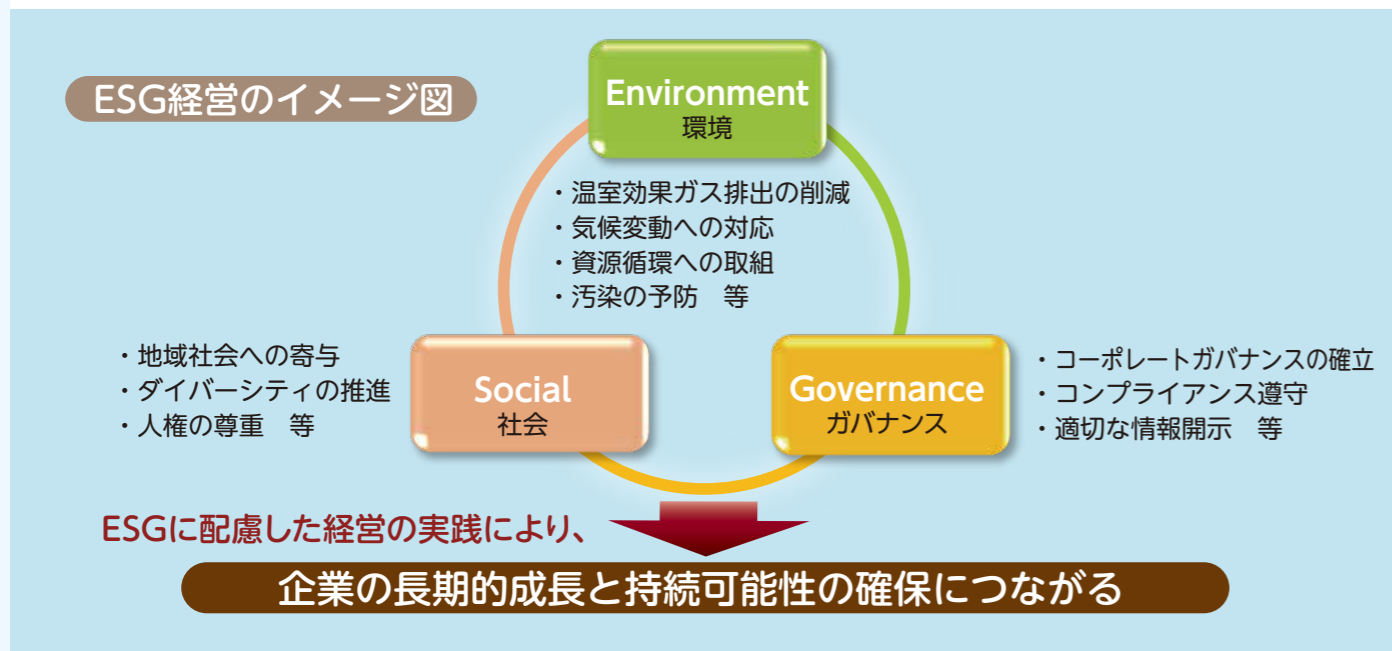 ESG経営のイメージ図
Environment
環境
・温室効果ガス排出の削減
・気候変動への対応
・資源循環への取組
・汚染の予防　等
・地域社会への寄与
・ダイバーシティの推進
・人権の尊重　等
Social
社会
Governance
ガバナンス
・コーポレートガバナンスの確立
・コンプライアンス遵守
・適切な情報開示　等
ESGに配慮した経営の実践により、
企業の長期的成長と持続可能性の確保につながる